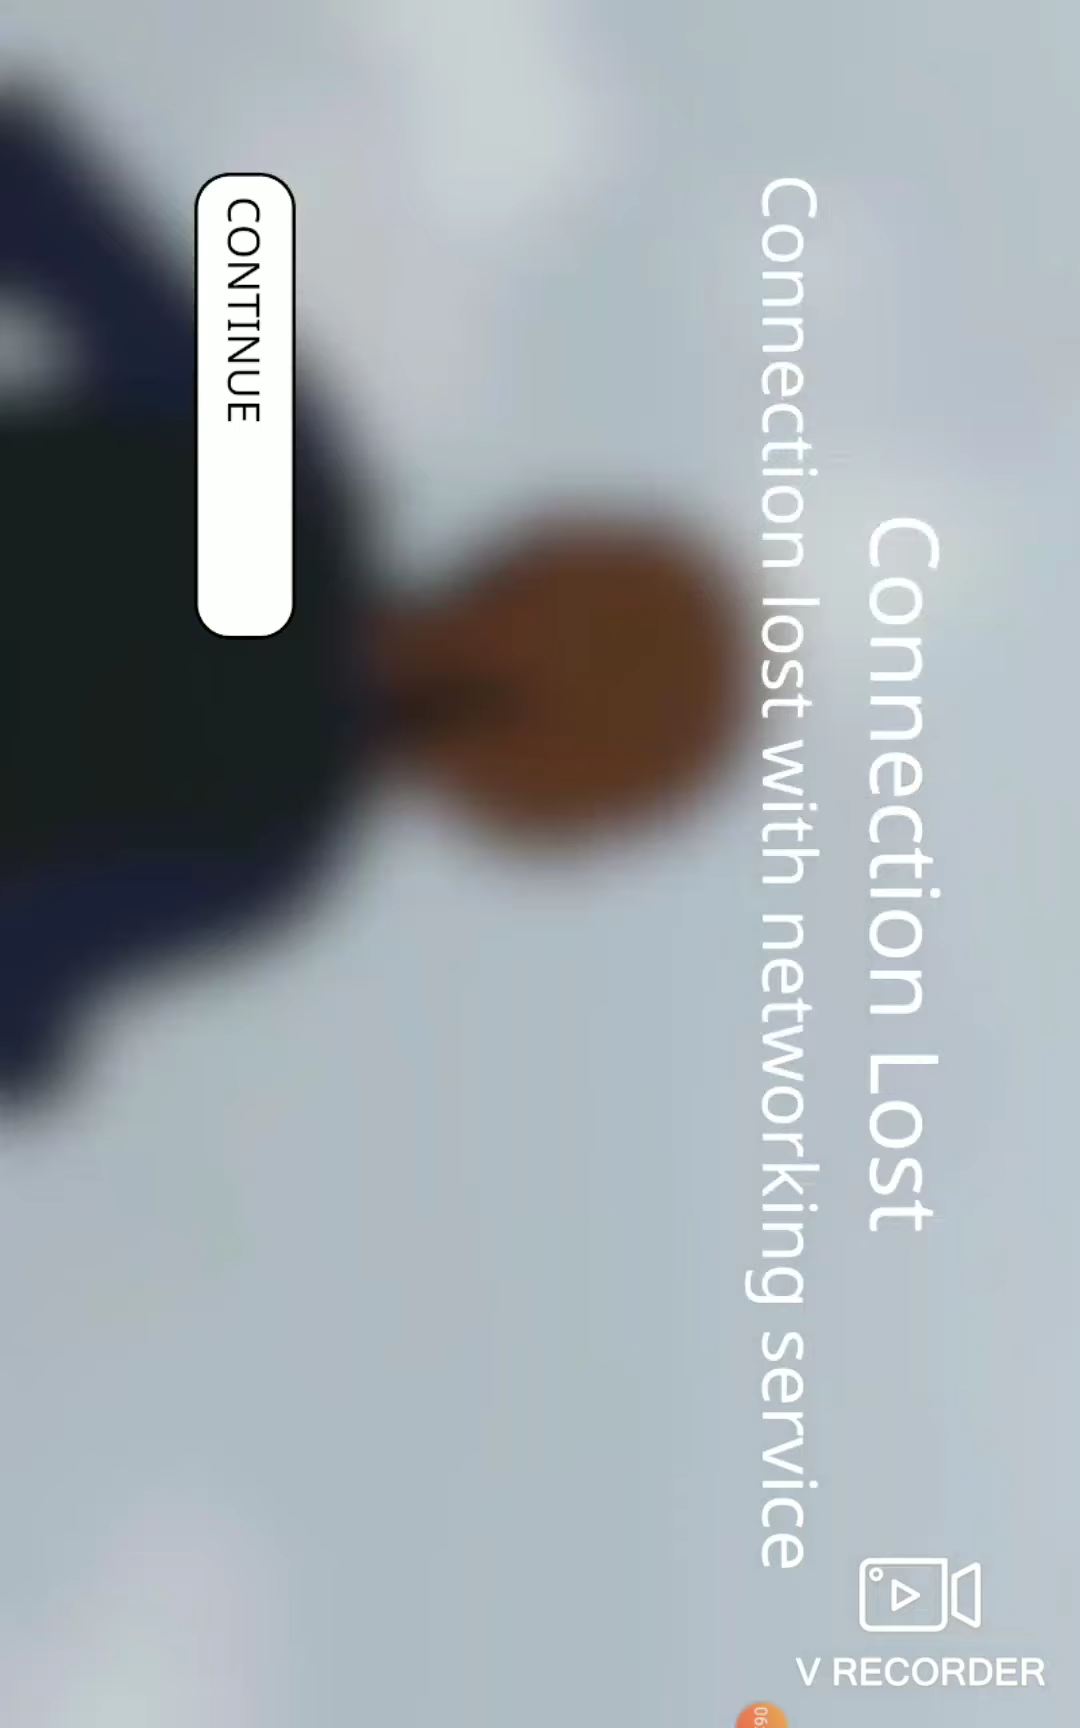 Connection Lost
Connection lost with networking service
CONTINUE
V RECORDER